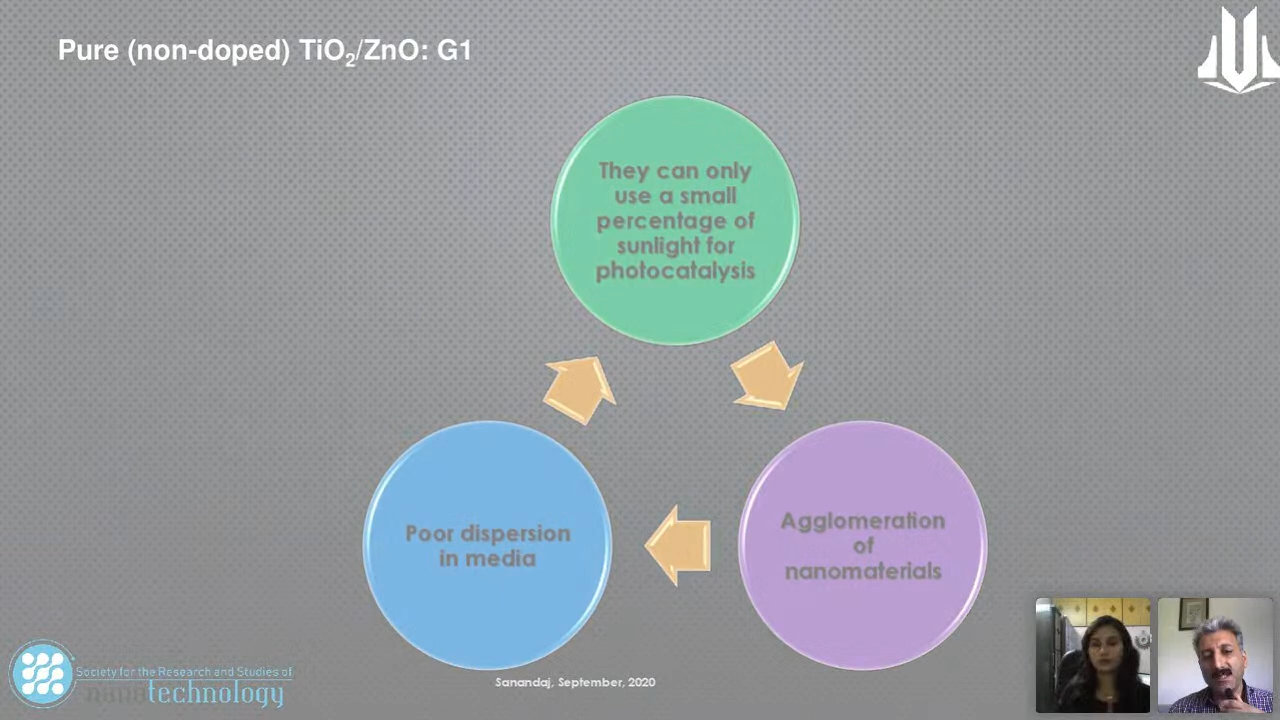 Pure (non-doped) TiO₂/ZnO: G1
They can only
use a small
percentage of
sunlight for
photocatalysis
Poor dispersion
in media
Agglomeration
of
nanomaterials
Society for the Research and Studies of
nanotechnology
Sanandaj, September, 2020